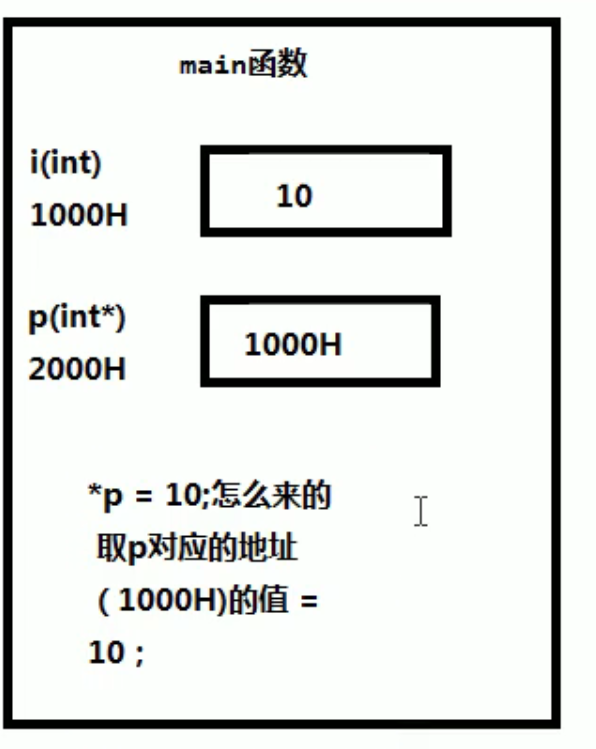 main函数
i(int)
1000H
10
p(int*)
2000H
1000H
*p = 10;怎么来的
取p对应的地址
( 1000H)的值 =
10 ;